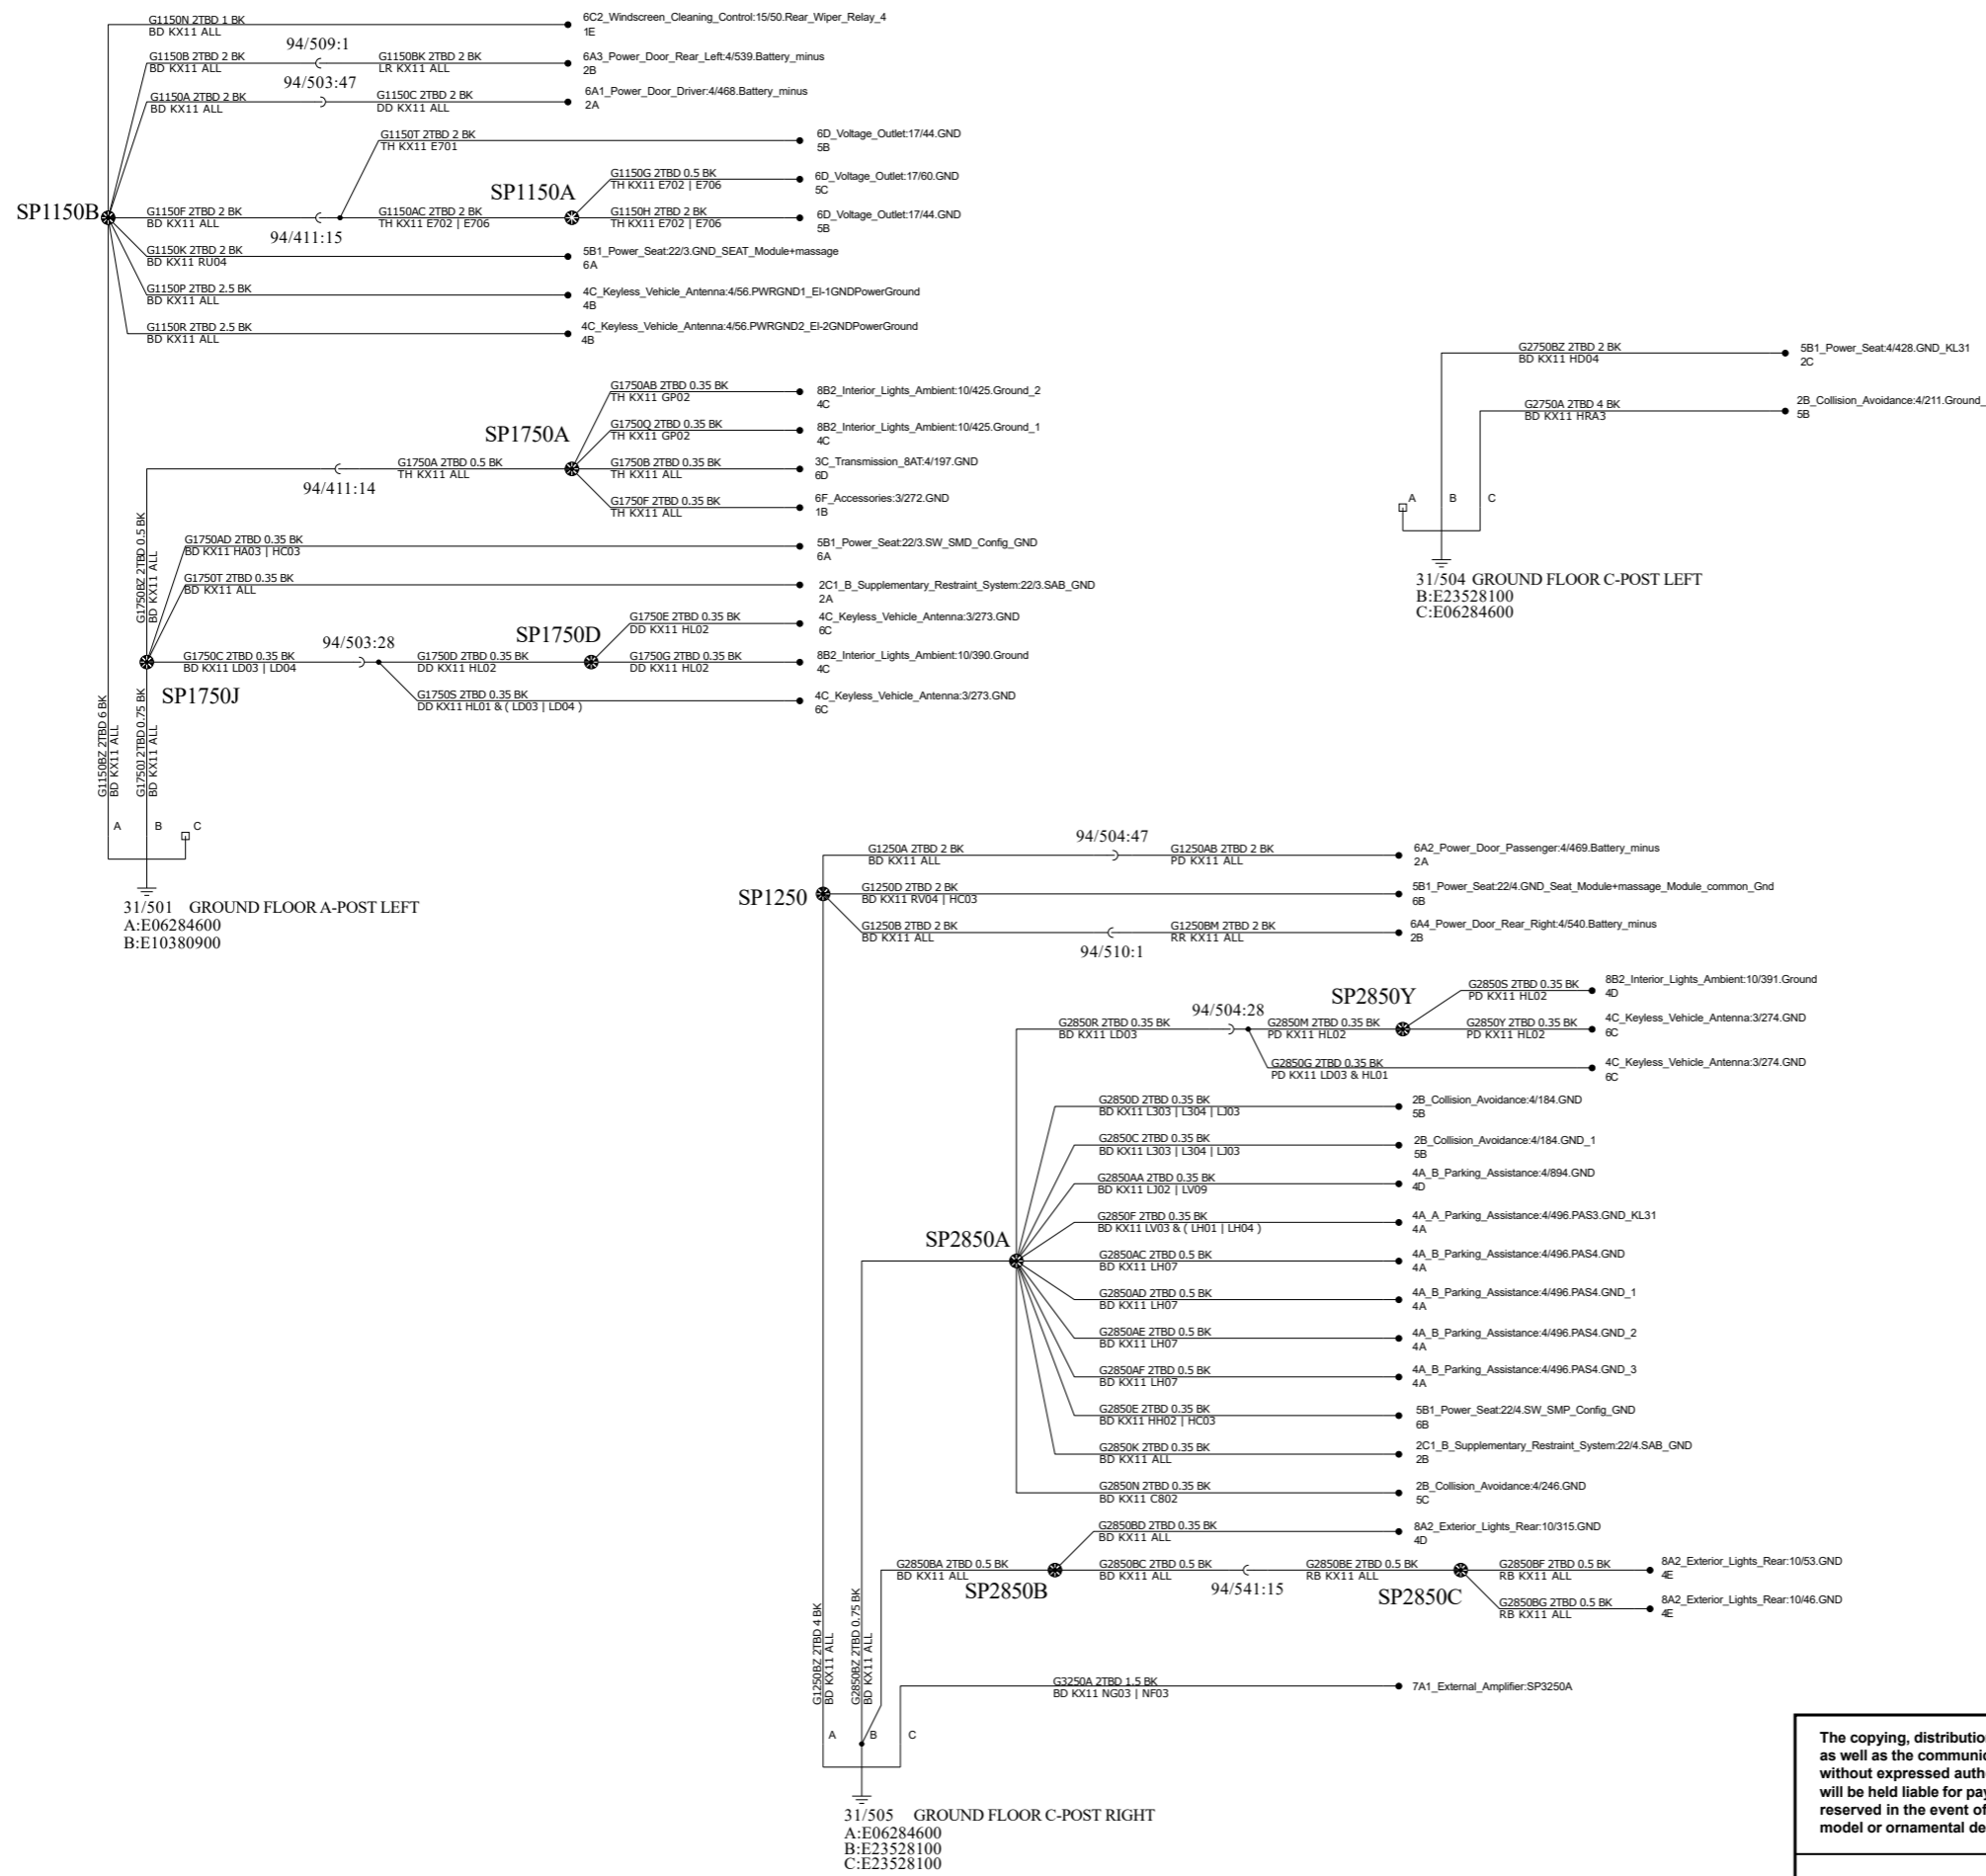 G1150N 2TBD 1 BK
BD KX11 ALL
6C2_Windscreen_Cleaning_Control:15/50.Rear_Wiper_Relay_4
1E
G1150B 2TBD 2 BK
BD KX11 ALL
94/509:1
G1150BK 2TBD 2 BK
LR KX11 ALL
6A3_Power_Door_Rear_Left:4/539.Battery_minus
2B
G1150A 2TBD 2 BK
BD KX11 ALL
94/503:47
G1150C 2TBD 2 BK
DD KX11 ALL
6A1_Power_Door_Driver:4/468.Battery_minus
2A
G1150T 2TBD 2 BK
TH KX11 E701
6D_Voltage_Outlet:17/44.GND
5B
SP1150A
G1150G 2TBD 0.5 BK
TH KX11 E702 | E706
6D_Voltage_Outlet:17/60.GND
5C
SP1150B
G1150F 2TBD 2 BK
BD KX11 ALL
94/411:15
G1150AC 2TBD 2 BK
TH KX11 E702 | E706
G1150H 2TBD 2 BK
TH KX11 E702 | E706
6D_Voltage_Outlet:17/44.GND
5B
G1150K 2TBD 2 BK
BD KX11 RU04
5B1_Power_Seat:22/3.GND_SEAT_Module+massage
6A
G1150P 2TBD 2.5 BK
BD KX11 ALL
4C_Keyless_Vehicle_Antenna:4/56.PWRGND1_El-1GNDPowerGround
4B
G1150R 2TBD 2.5 BK
BD KX11 ALL
4C_Keyless_Vehicle_Antenna:4/56.PWRGND2_El-2GNDPowerGround
4B
G1750AB 2TBD 0.35 BK
TH KX11 GP02
8B2_Interior_Lights_Ambient:10/425.Ground_2
4C
SP1750A
G1750Q 2TBD 0.35 BK
TH KX11 GP02
8B2_Interior_Lights_Ambient:10/425.Ground_1
4C
94/411:14
G1750A 2TBD 0.5 BK
TH KX11 ALL
G1750B 2TBD 0.35 BK
TH KX11 ALL
3C_Transmission_8AT:4/197.GND
6D
G1750F 2TBD 0.35 BK
TH KX11 ALL
6F_Accessories:3/272.GND
1B
G1750BZ 2TBD 0.5 BK
BD KX11 ALL
G1750AD 2TBD 0.35 BK
BD KX11 HA03 | HC03
5B1_Power_Seat:22/3.SW_SMD_Config_GND
6A
G1750T 2TBD 0.35 BK
BD KX11 ALL
2C1_B_Supplementary_Restraint_System:22/3.SAB_GND
2A
SP1750D
G1750E 2TBD 0.35 BK
DD KX11 HL02
4C_Keyless_Vehicle_Antenna:3/273.GND
6C
94/503:28
G1750C 2TBD 0.35 BK
BD KX11 LD03 | LD04
G1750D 2TBD 0.35 BK
DD KX11 HL02
G1750G 2TBD 0.35 BK
DD KX11 HL02
8B2_Interior_Lights_Ambient:10/390.Ground
4C
SP1750J
G1750S 2TBD 0.35 BK
DD KX11 HL01 & ( LD03 | LD04 )
4C_Keyless_Vehicle_Antenna:3/273.GND
6C
G1150BZ 2TBD 6 BK
BD KX11 ALL
G1750J 2TBD 0.75 BK
BD KX11 ALL
A B C
31/501 GROUND FLOOR A-POST LEFT
A:E06284600
B:E10380900
G2750BZ 2TBD 2 BK
BD KX11 HD04
5B1_Power_Seat:4/428.GND_KL31
2C
G2750A 2TBD 4 BK
BD KX11 HRA3
2B_Collision_Avoidance:4/211.Ground_
5B
A B C
31/504 GROUND FLOOR C-POST LEFT
B:E23528100
C:E06284600
94/504:47
G1250A 2TBD 2 BK
BD KX11 ALL
G1250AB 2TBD 2 BK
PD KX11 ALL
6A2_Power_Door_Passenger:4/469.Battery_minus
2A
SP1250
G1250D 2TBD 2 BK
BD KX11 RV04 | HC03
5B1_Power_Seat:22/4.GND_Seat_Module+massage_Module_common_Gnd
6B
G1250B 2TBD 2 BK
BD KX11 ALL
94/510:1
G1250BM 2TBD 2 BK
RR KX11 ALL
6A4_Power_Door_Rear_Right:4/540.Battery_minus
2B
SP2850Y
G2850S 2TBD 0.35 BK
PD KX11 HL02
8B2_Interior_Lights_Ambient:10/391.Ground
4D
94/504:28
G2850R 2TBD 0.35 BK
BD KX11 LD03
G2850M 2TBD 0.35 BK
PD KX11 HL02
G2850Y 2TBD 0.35 BK
PD KX11 HL02
4C_Keyless_Vehicle_Antenna:3/274.GND
6C
G2850G 2TBD 0.35 BK
PD KX11 LD03 & HL01
4C_Keyless_Vehicle_Antenna:3/274.GND
6C
G2850D 2TBD 0.35 BK
BD KX11 L303 | L304 | LJ03
2B_Collision_Avoidance:4/184.GND
5B
G2850C 2TBD 0.35 BK
BD KX11 L303 | L304 | LJ03
2B_Collision_Avoidance:4/184.GND_1
5B
G2850AA 2TBD 0.35 BK
BD KX11 LJ02 | LV09
4A_B_Parking_Assistance:4/894.GND
4D
G2850F 2TBD 0.35 BK
BD KX11 LV03 & ( LH01 | LH04 )
4A_A_Parking_Assistance:4/496.PAS3.GND_KL31
4A
SP2850A
G2850AC 2TBD 0.5 BK
BD KX11 LH07
4A_B_Parking_Assistance:4/496.PAS4.GND
4A
G2850AD 2TBD 0.5 BK
BD KX11 LH07
4A_B_Parking_Assistance:4/496.PAS4.GND_1
4A
G2850AE 2TBD 0.5 BK
BD KX11 LH07
4A_B_Parking_Assistance:4/496.PAS4.GND_2
4A
G2850AF 2TBD 0.5 BK
BD KX11 LH07
4A_B_Parking_Assistance:4/496.PAS4.GND_3
4A
G2850E 2TBD 0.35 BK
BD KX11 HH02 | HC03
5B1_Power_Seat:22/4.SW_SMP_Config_GND
6B
G2850K 2TBD 0.35 BK
BD KX11 ALL
2C1_B_Supplementary_Restraint_System:22/4.SAB_GND
2B
G2850N 2TBD 0.35 BK
BD KX11 C802
2B_Collision_Avoidance:4/246.GND
5C
G2850BD 2TBD 0.35 BK
BD KX11 ALL
8A2_Exterior_Lights_Rear:10/315.GND
4D
G2850BA 2TBD 0.5 BK
BD KX11 ALL
SP2850B
G2850BC 2TBD 0.5 BK
BD KX11 ALL
94/541:15
G2850BE 2TBD 0.5 BK
RB KX11 ALL
SP2850C
G2850BF 2TBD 0.5 BK
RB KX11 ALL
8A2_Exterior_Lights_Rear:10/53.GND
4E
G2850BG 2TBD 0.5 BK
RB KX11 ALL
8A2_Exterior_Lights_Rear:10/46.GND
4E
G1250BZ 2TBD 4 BK
BD KX11 ALL
G2850BZ 2TBD 0.75 BK
BD KX11 ALL
G3250A 2TBD 1.5 BK
BD KX11 NG03 | NF03
7A1_External_Amplifier:SP3250A
A B C
31/505 GROUND FLOOR C-POST RIGHT
A:E06284600
B:E23528100
C:E23528100
The copying, distribution
as well as the communic
without expressed auth
will be held liable for pay
reserved in the event of
model or ornamental de